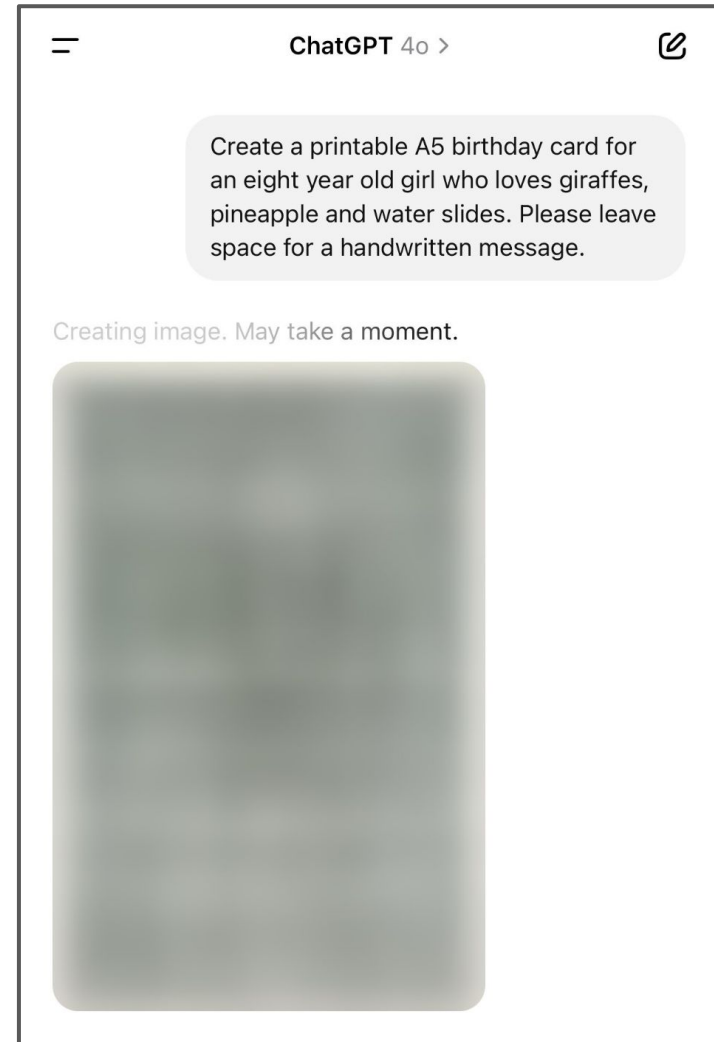 ChatGPT 4o >
Create a printable A5 birthday card for
an eight year old girl who loves giraffes,
pineapple and water slides. Please leave
space for a handwritten message.
Creating image. May take a moment.